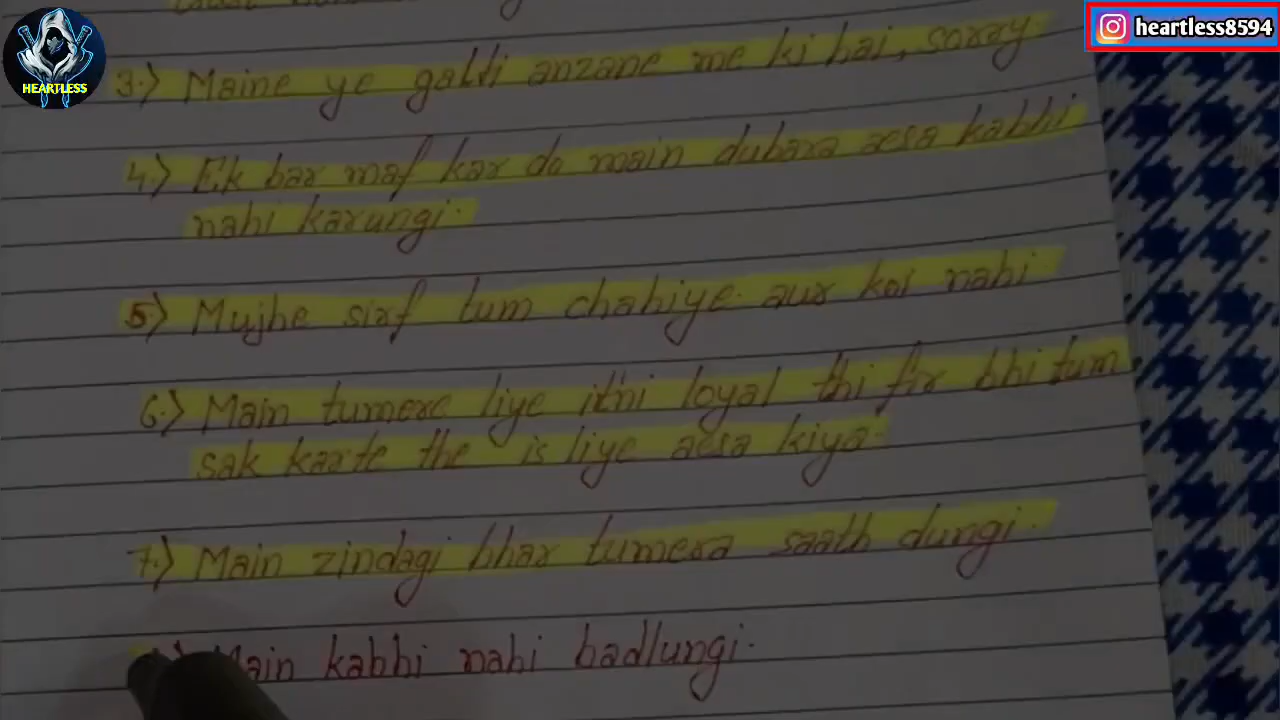 HEARTLESS
heartless8594
3.) Maine ye galti anzane me ki hai, sorry
4.) Ek bar maf kar do main dubara aesa kabhi
nahi karungi.
5.) Mujhe sirf tum chahiye. aur koi nahi
6.) Main tumere liye itni loyal thi fir bhi tum
sak karte the is liye aesa kiya.
7.) Main zindagi bhar tumera saath dungi.
Main kabhi nahi badlungi.